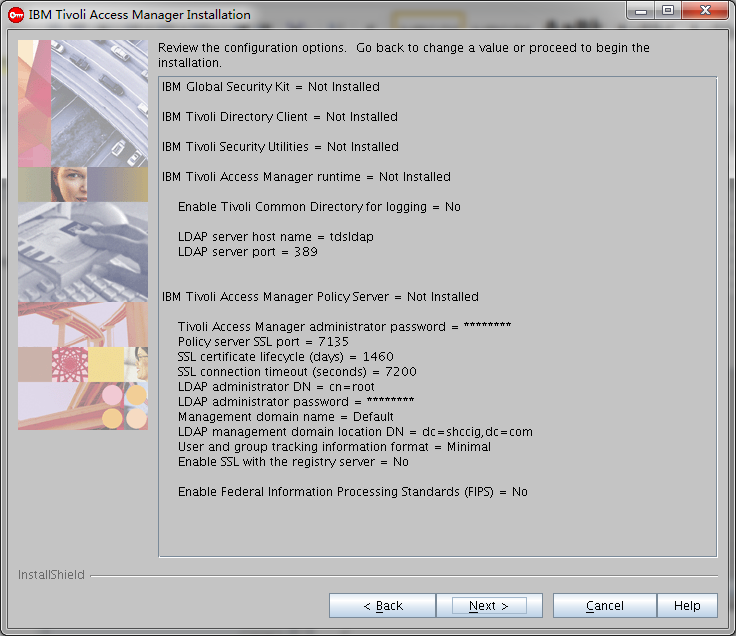 IBM Tivoli Access Manager Installation
Review the configuration options.  Go back to change a value or proceed to begin the
installation.
IBM Global Security Kit = Not Installed
IBM Tivoli Directory Client = Not Installed
IBM Tivoli Security Utilities = Not Installed
IBM Tivoli Access Manager runtime = Not Installed
Enable Tivoli Common Directory for logging = No
LDAP server host name = tdsldap
LDAP server port = 389
IBM Tivoli Access Manager Policy Server = Not Installed
Tivoli Access Manager administrator password = ********
Policy server SSL port = 7135
SSL certificate lifecycle (days) = 1460
SSL connection timeout (seconds) = 7200
LDAP administrator DN = cn=root
LDAP administrator password = ********
Management domain name = Default
LDAP management domain location DN = dc=shccig,dc=com
User and group tracking information format = Minimal
Enable SSL with the registry server = No
Enable Federal Information Processing Standards (FIPS) = No
InstallShield
< Back Next > Cancel Help